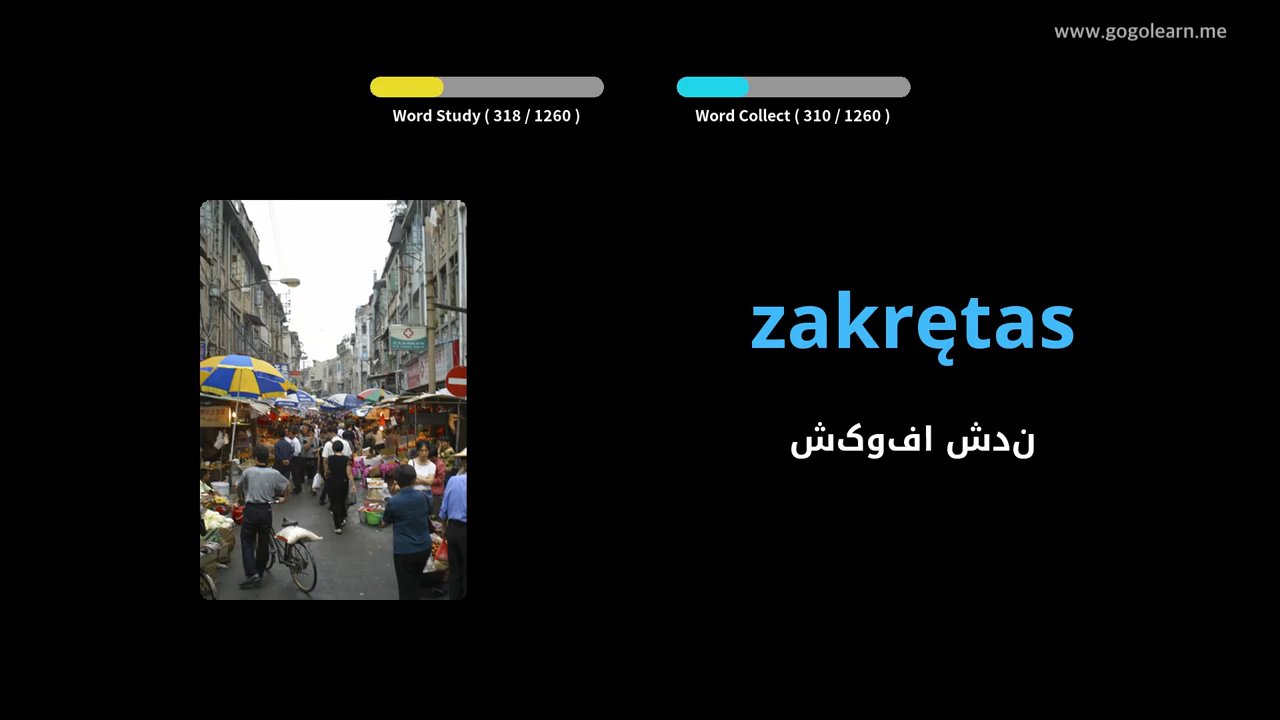 www.gogolearn.me
Word Study ( 318 / 1260 )
Word Collect ( 310 / 1260 )
zakrętas
ندش افوکش